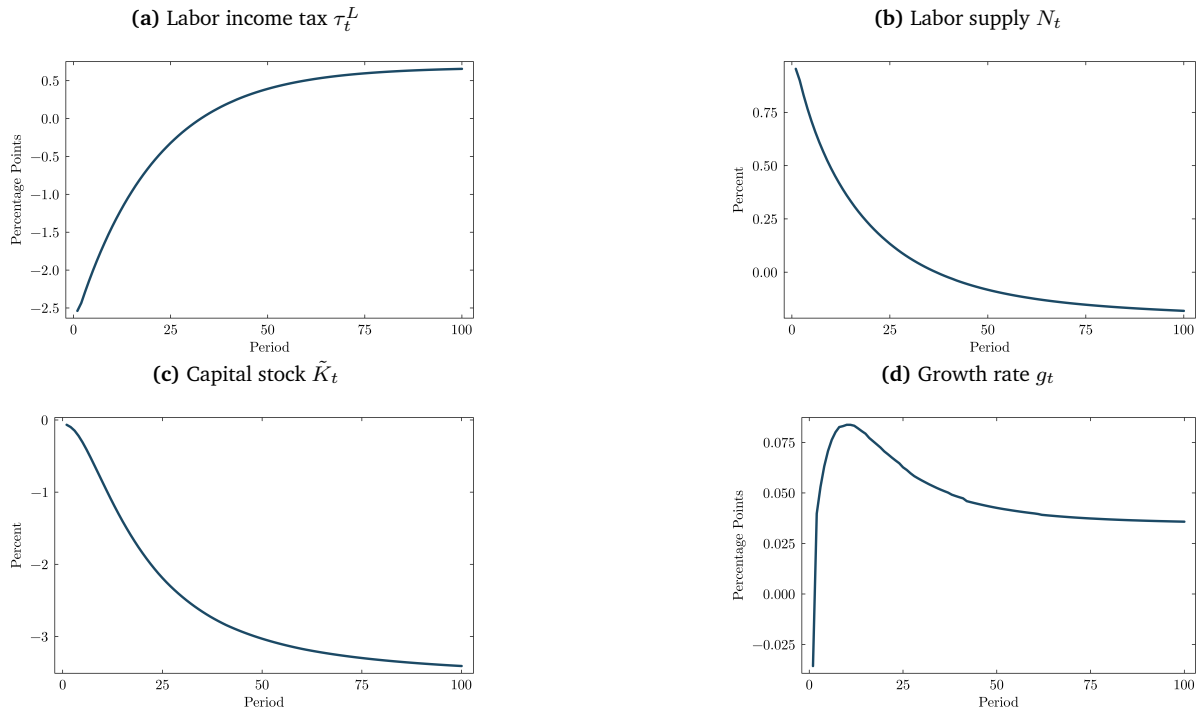 (a) Labor income tax τ_t^L
0.5
0.0
−0.5
−1.0
−1.5
−2.0
−2.5
Percentage Points
0 25 50 75 100
Period
(b) Labor supply N_t
0.75
0.50
0.25
0.00
Percent
0 25 50 75 100
Period
(c) Capital stock K̃_t
0
−1
−2
−3
Percent
0 25 50 75 100
Period
(d) Growth rate g_t
0.075
0.050
0.025
0.000
−0.025
Percentage Points
0 25 50 75 100
Period